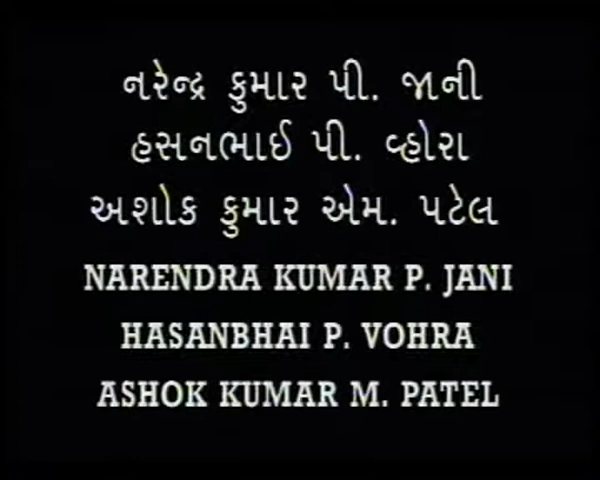 નરેન્દ્ર કુમાર પી. જાની
હસનભાઈ પી. વ્હોરા
અશોક કુમાર એમ. પટેલ
NARENDRA KUMAR P. JANI
HASANBHAI P. VOHRA
ASHOK KUMAR M. PATEL